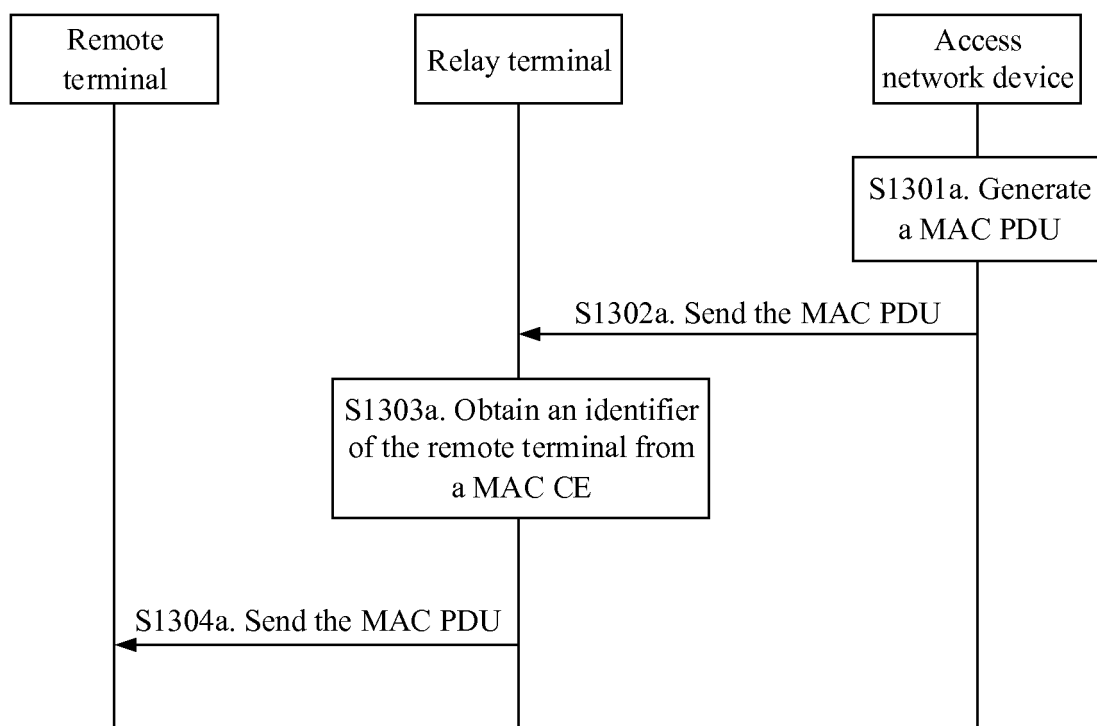 Remote
terminal
Relay terminal
Access
network device
S1301a. Generate
a MAC PDU
S1302a. Send the MAC PDU
S1303a. Obtain an identifier
of the remote terminal from
a MAC CE
S1304a. Send the MAC PDU